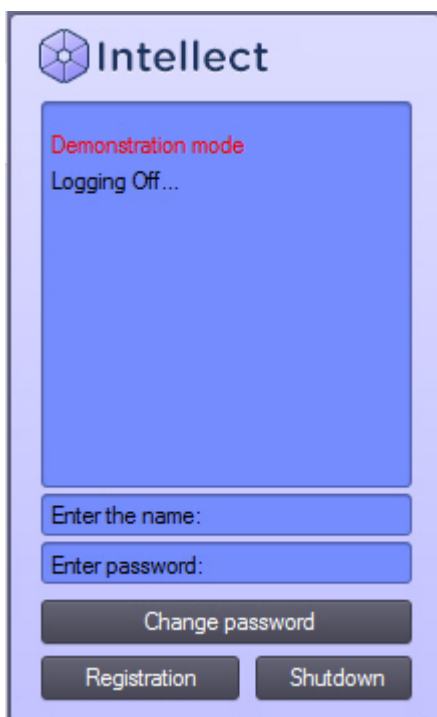 Intellect
Demonstration mode
Logging Off...
Enter the name:
Enter password:
Change password
Registration
Shutdown